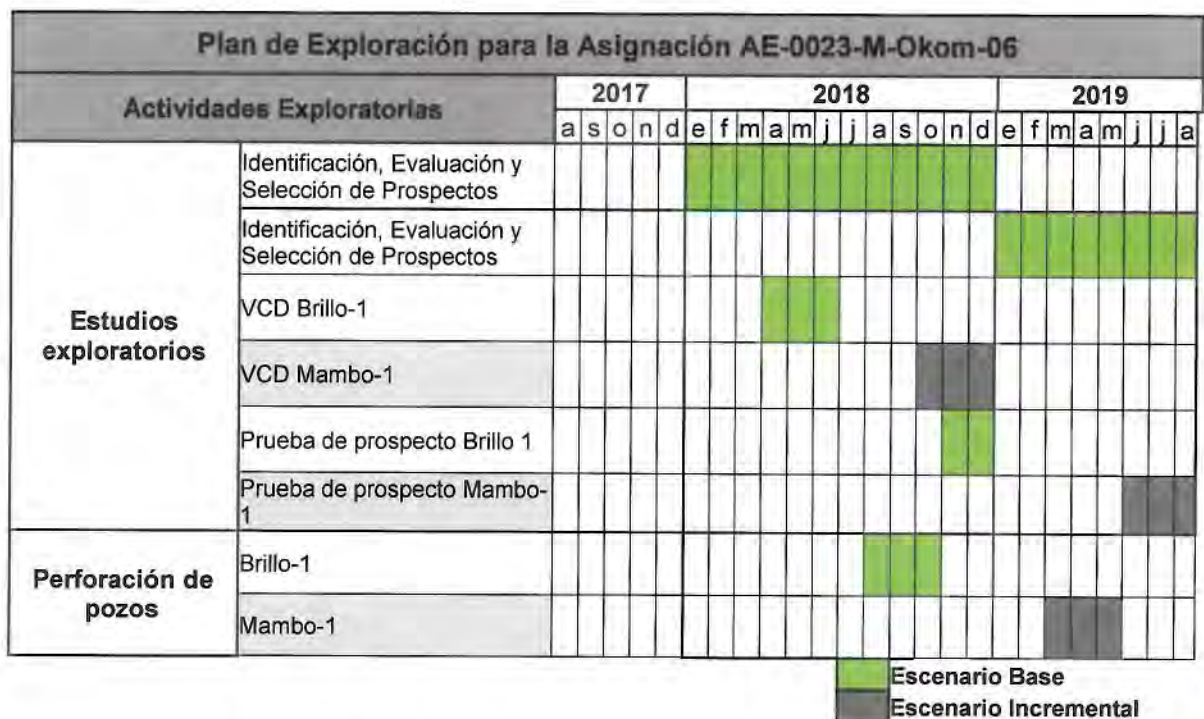 Plan de Exploración para la Asignación AE-0023-M-Okom-06
Actividades Exploratorias
2017 2018 2019
a s o n d e f m a m j j a s o n d e f m a m j j a
Estudios
exploratorios
Identificación, Evaluación y
Selección de Prospectos
Identificación, Evaluación y
Selección de Prospectos
VCD Brillo-1
VCD Mambo-1
Prueba de prospecto Brillo 1
Prueba de prospecto Mambo-
1
Perforación de
pozos
Brillo-1
Mambo-1
Escenario Base
Escenario Incremental